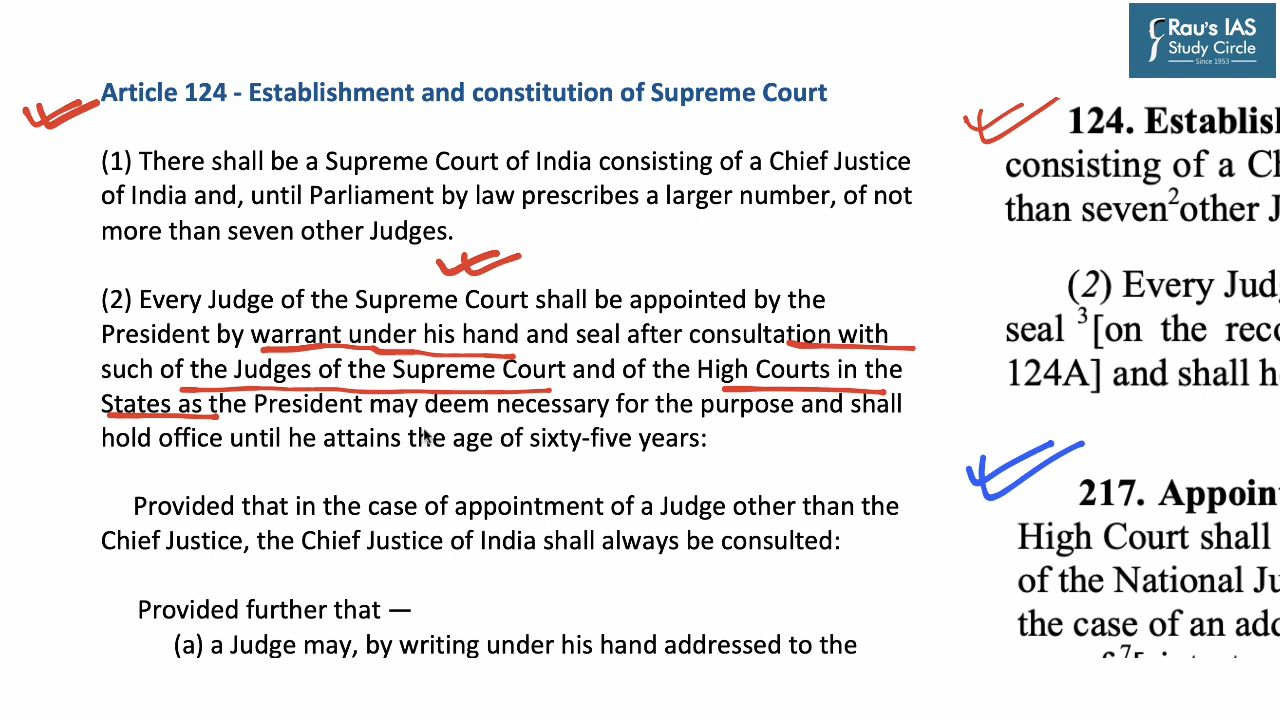 Rau's IAS
Study Circle
Since 1953
Article 124 - Establishment and constitution of Supreme Court
(1) There shall be a Supreme Court of India consisting of a Chief Justice
of India and, until Parliament by law prescribes a larger number, of not
more than seven other Judges.
(2) Every Judge of the Supreme Court shall be appointed by the
President by warrant under his hand and seal after consultation with
such of the Judges of the Supreme Court and of the High Courts in the
States as the President may deem necessary for the purpose and shall
hold office until he attains the age of sixty-five years:
Provided that in the case of appointment of a Judge other than the
Chief Justice, the Chief Justice of India shall always be consulted:
Provided further that —
(a) a Judge may, by writing under his hand addressed to the
124. Establish
consisting of a Ch
than seven ²other J
(2) Every Judg
seal ³[on the reco
124A] and shall ho
217. Appoint
High Court shall
of the National Ju
the case of an add